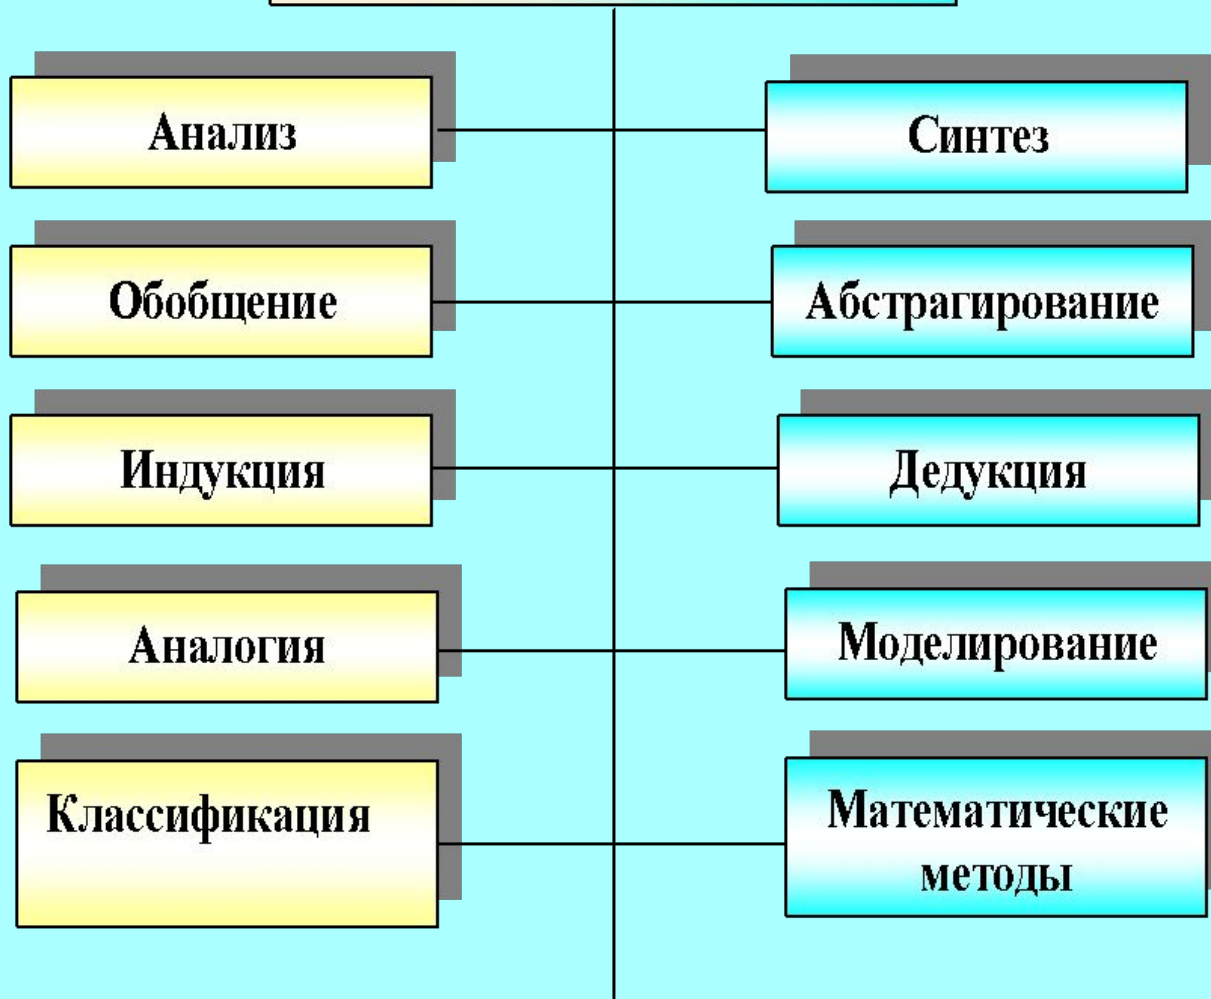 Анализ
Синтез
Обобщение
Абстрагирование
Индукция
Дедукция
Аналогия
Моделирование
Классификация
Математические
методы